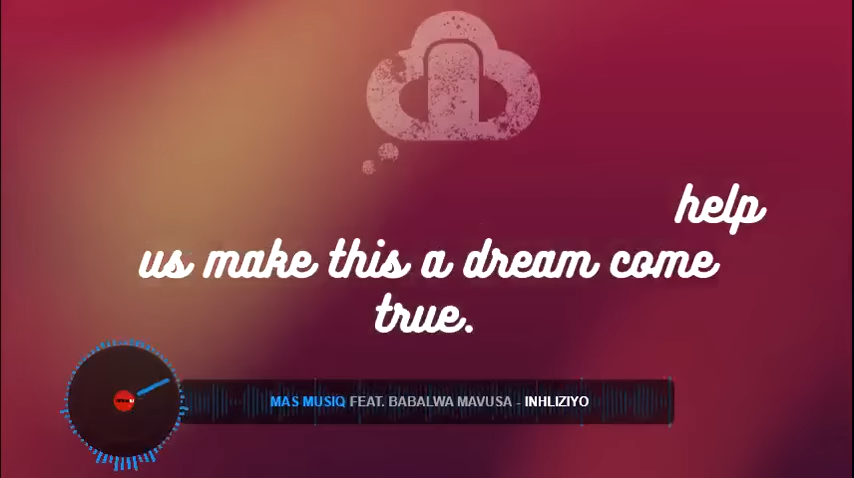 help
us make this a dream come
true.
MAS MUSIQ FEAT. BABALWA MAVUSA - INHLIZIYO